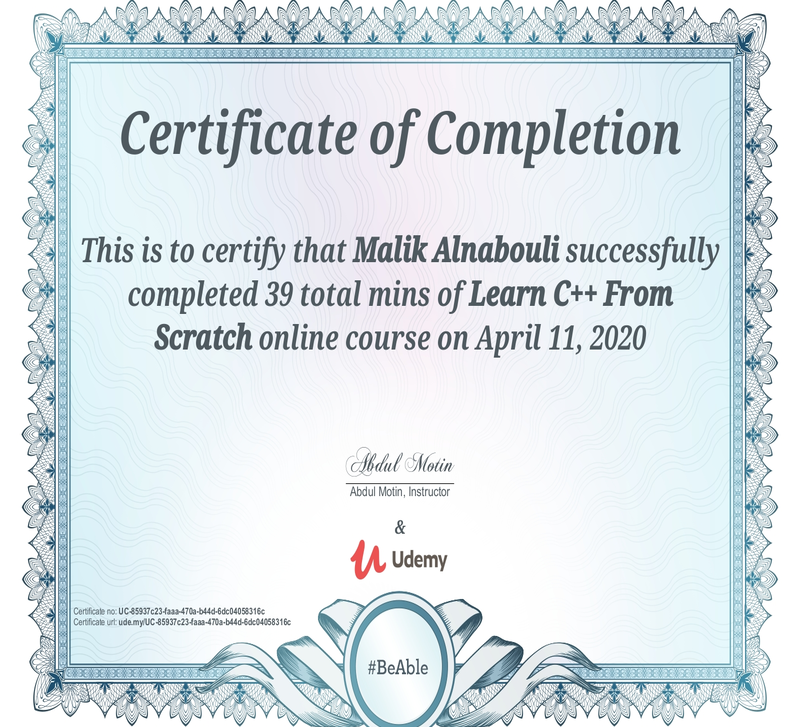 Certificate of Completion
This is to certify that Malik Alnabouli successfully
completed 39 total mins of Learn C++ From
Scratch online course on April 11, 2020
Abdul Motin
Abdul Motin, Instructor
&
Udemy
Certificate no: UC-85937c23-faaa-470a-b44d-6dc04058316c
Certificate url: ude.my/UC-85937c23-faaa-470a-b44d-6dc04058316c
#BeAble